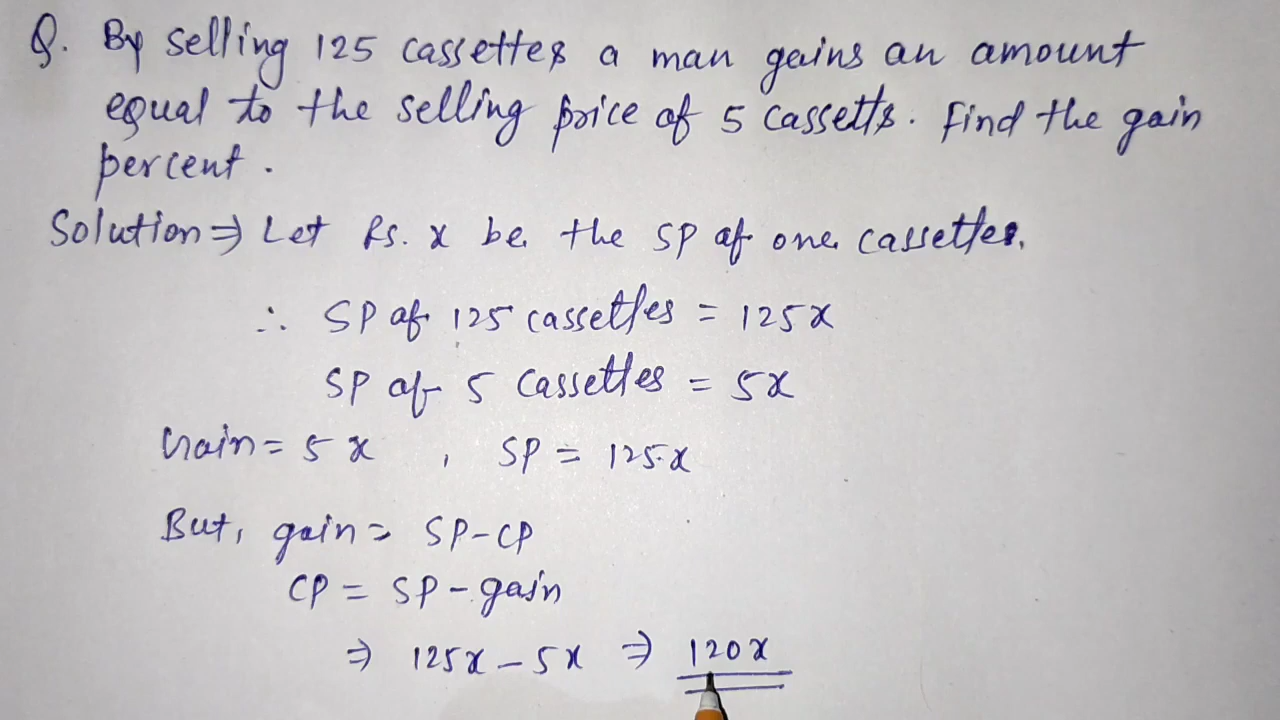 Q. By selling 125 cassettes a man gains an amount
equal to the selling price of 5 cassetts. Find the gain
percent.
Solution ⇒ Let Rs. x be the SP of one cassettes.
∴ SP of 125 cassettes = 125x
SP of 5 Cassettes = 5x
Gain = 5x , SP = 125x
But, gain = SP-CP
CP = SP-gain
⇒ 125x - 5x ⇒ 120x